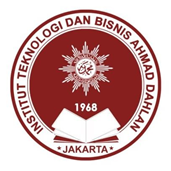 INSTITUT TEKNOLOGI DAN BISNIS AHMAD DAHLAN
1968
JAKARTA